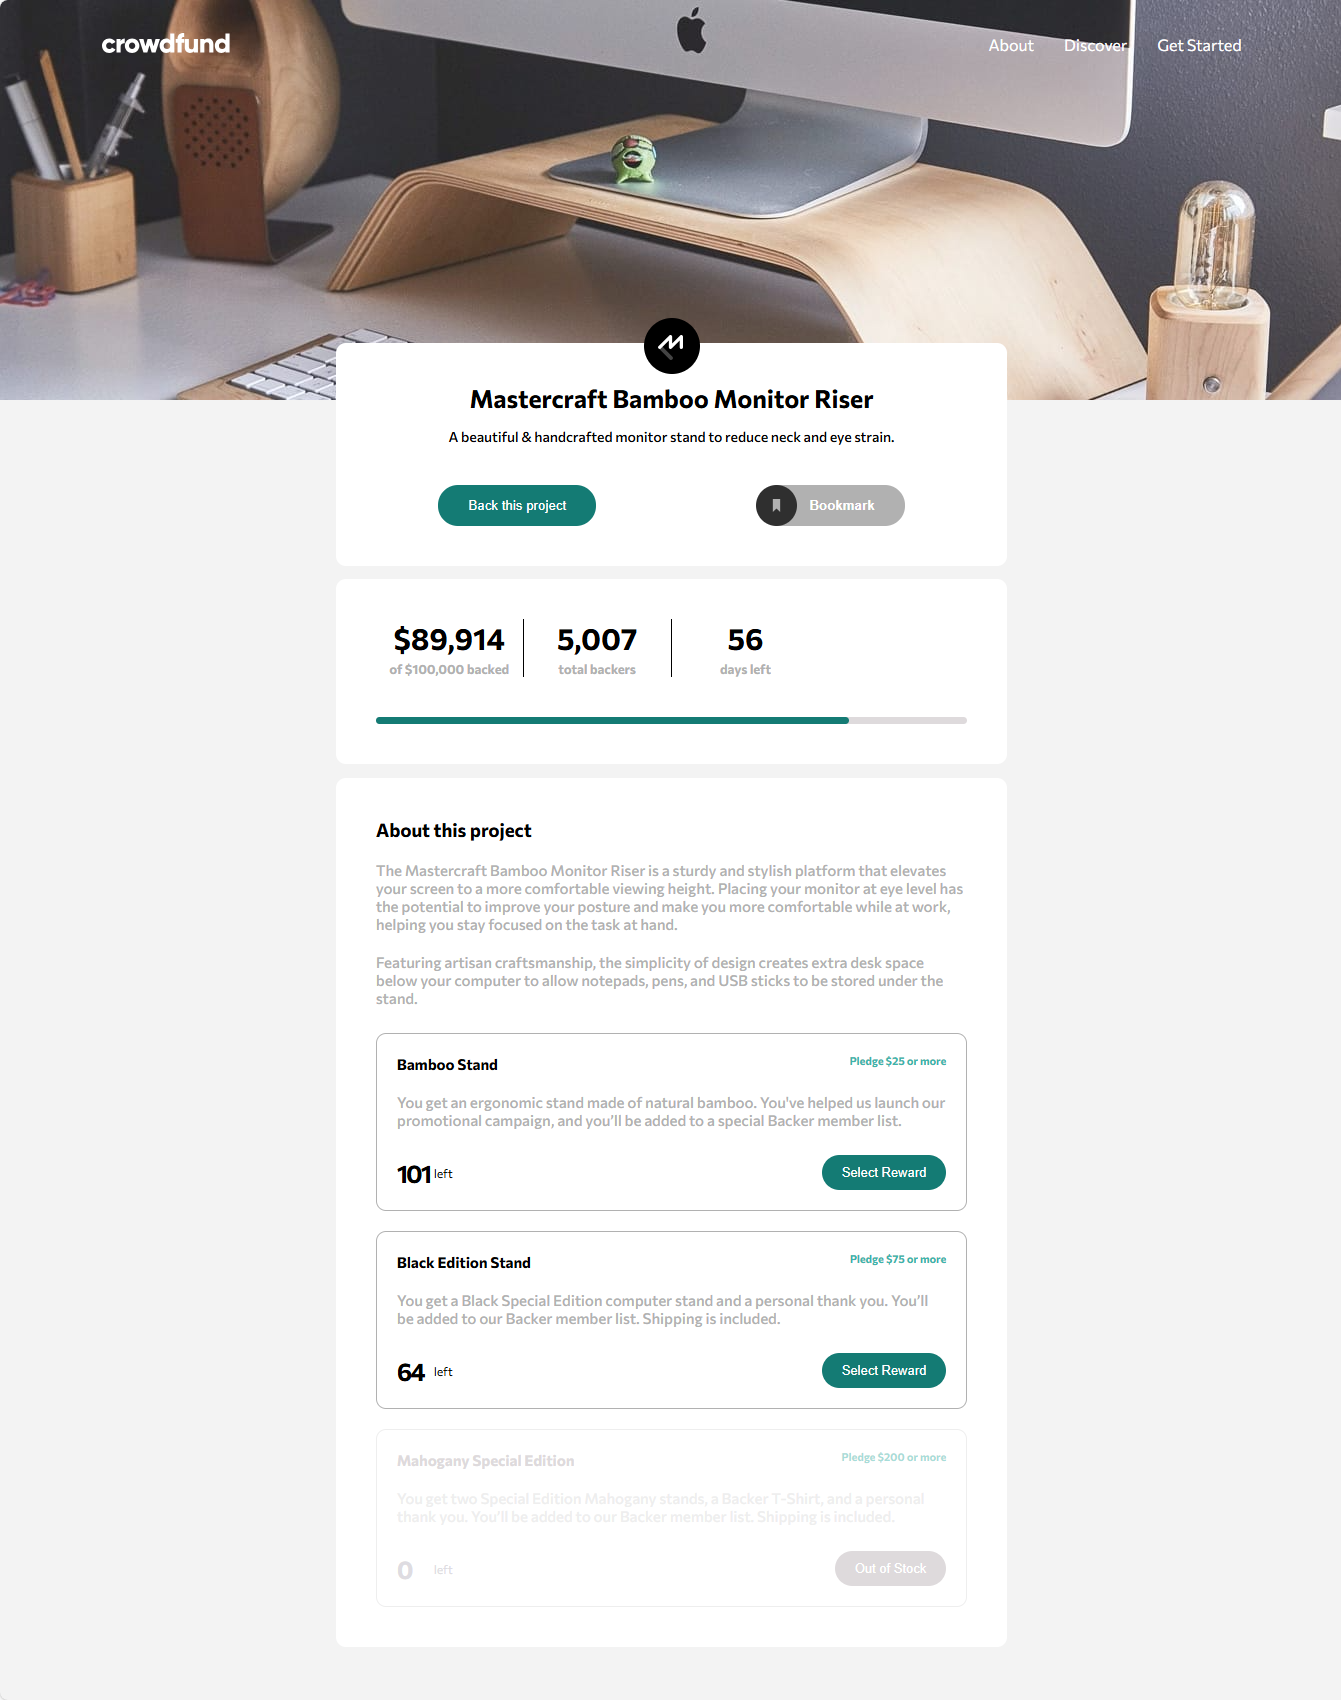 crowdfund
About Discover Get Started
Mastercraft Bamboo Monitor Riser
A beautiful & handcrafted monitor stand to reduce neck and eye strain.
Back this project Bookmark
$89,914 5,007 56
of $100,000 backed total backers days left
About this project
The Mastercraft Bamboo Monitor Riser is a sturdy and stylish platform that elevates
your screen to a more comfortable viewing height. Placing your monitor at eye level has
the potential to improve your posture and make you more comfortable while at work,
helping you stay focused on the task at hand.
Featuring artisan craftsmanship, the simplicity of design creates extra desk space
below your computer to allow notepads, pens, and USB sticks to be stored under the
stand.
Bamboo Stand Pledge $25 or more
You get an ergonomic stand made of natural bamboo. You've helped us launch our
promotional campaign, and you’ll be added to a special Backer member list.
101 left Select Reward
Black Edition Stand Pledge $75 or more
You get a Black Special Edition computer stand and a personal thank you. You’ll
be added to our Backer member list. Shipping is included.
64 left Select Reward
Mahogany Special Edition Pledge $200 or more
You get two Special Edition Mahogany stands, a Backer T-Shirt, and a personal
thank you. You’ll be added to our Backer member list. Shipping is included.
0 left Out of Stock